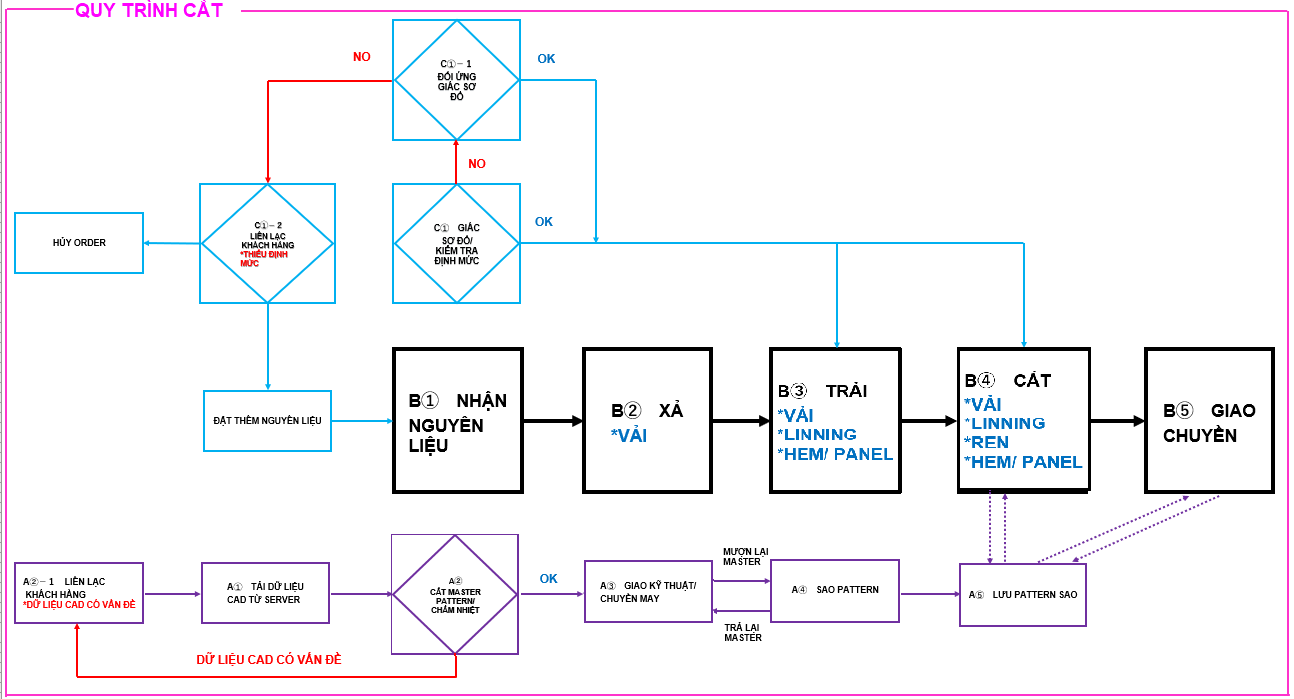 QUY TRÌNH CẮT
NO
OK
C①－1
ĐỐI ỨNG
GIÁC SƠ
ĐỒ
NO
C①－2
LIÊN LẠC
KHÁCH HÀNG
*THIẾU ĐỊNH
MỨC
C① GIÁC
SƠ ĐỒ/
KIỂM TRA
ĐỊNH MỨC
OK
HỦY ORDER
ĐẶT THÊM NGUYÊN LIỆU
B① NHẬN
NGUYÊN
LIỆU
B② XẢ
*VẢI
B③ TRẢI
*VẢI
*LINNING
*HEM/ PANEL
B④ CẮT
*VẢI
*LINNING
*REN
*HEM/ PANEL
B⑤ GIAO
CHUYỀN
A②－1 LIÊN LẠC
KHÁCH HÀNG
*DỮ LIỆU CAD CÓ VẤN ĐỀ
A① TẢI DỮ LIỆU
CAD TỪ SERVER
A②
CẮT MASTER
PATTERN/
CHẤM NHIỆT
OK
A③ GIAO KỸ THUẬT/
CHUYỀN MAY
MƯỢN LẠI
MASTER
TRẢ LẠI
MASTER
A④ SAO PATTERN
A⑤ LƯU PATTERN SAO
DỮ LIỆU CAD CÓ VẤN ĐỀ